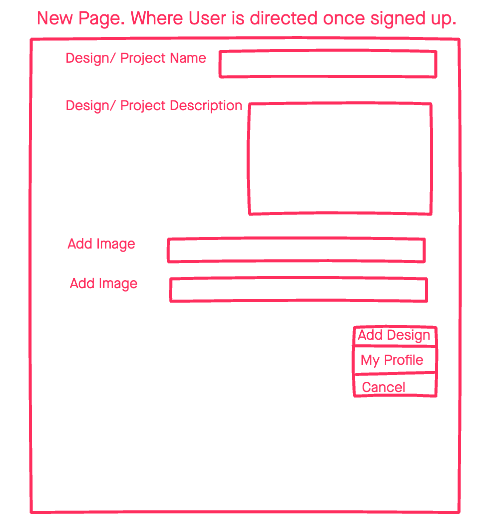 New Page. Where User is directed once signed up.
Design/ Project Name
Design/ Project Description
Add Image
Add Image
Add Design
My Profile
Cancel